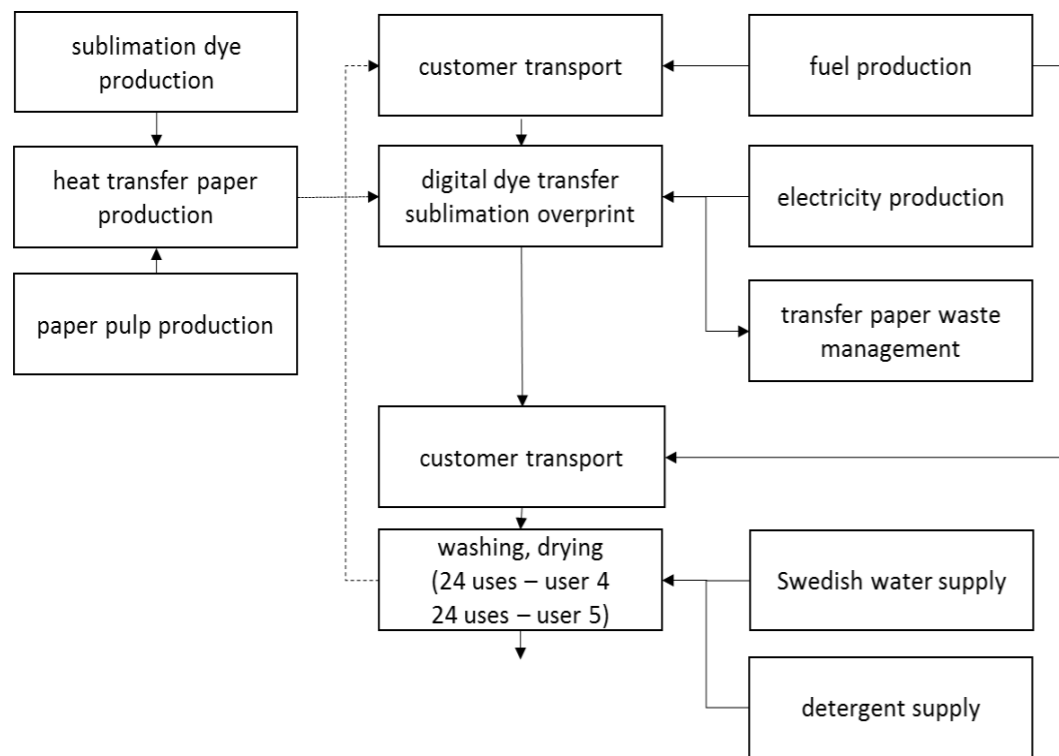 sublimation dye
production
customer transport
fuel production
heat transfer paper
production
digital dye transfer
sublimation overprint
electricity production
paper pulp production
transfer paper waste
management
customer transport
washing, drying
(24 uses – user 4
24 uses – user 5)
Swedish water supply
detergent supply